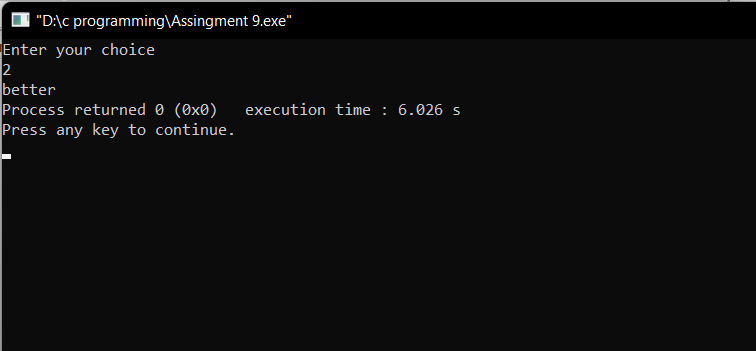 "D:\c programming\Assingment 9.exe"
Enter your choice
2
better
Process returned 0 (0x0)   execution time : 6.026 s
Press any key to continue.